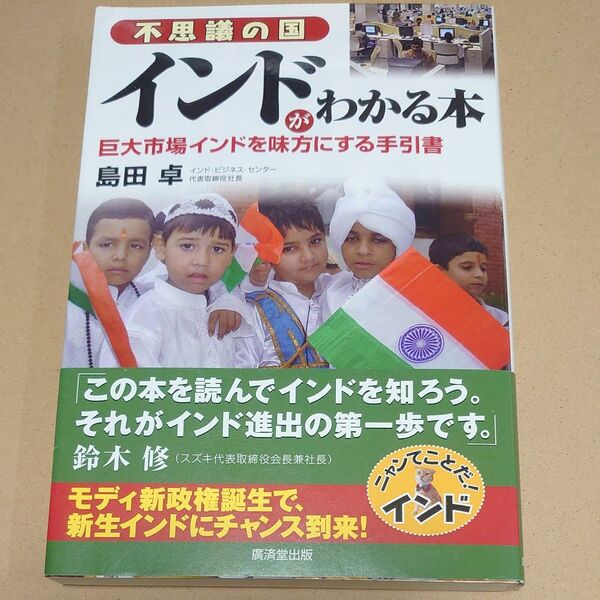 不思議の国
インドがわかる本
巨大市場インドを味方にする手引書
島田 卓 インド・ビジネス・センター
代表取締役社長
「この本を読んでインドを知ろう。
それがインド進出の第一歩です。」
鈴木 修（スズキ代表取締役会長兼社長）
ニャンてことだ!
インド
モディ新政権誕生で、
新生インドにチャンス到来!
廣済堂出版